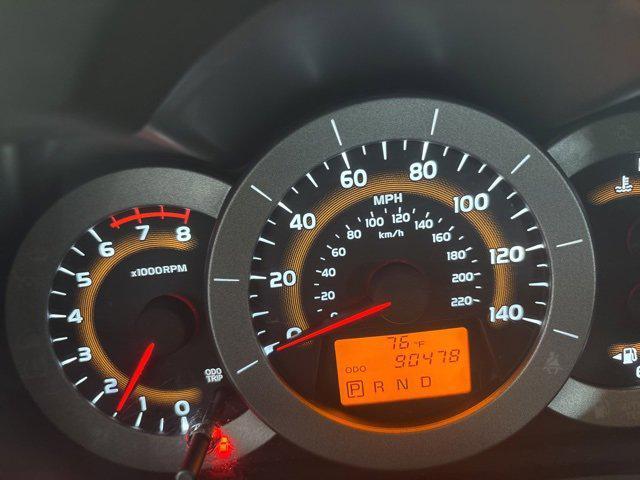 0 1 2 3 4 5 6 7 8
x1000RPM
ODO
TRIP
MPH
0 20 40 60 80 100 120 140
km/h
0 20 40 60 80 100 120 140 160 180 200 220
76°F
ODO 90478
P R N D